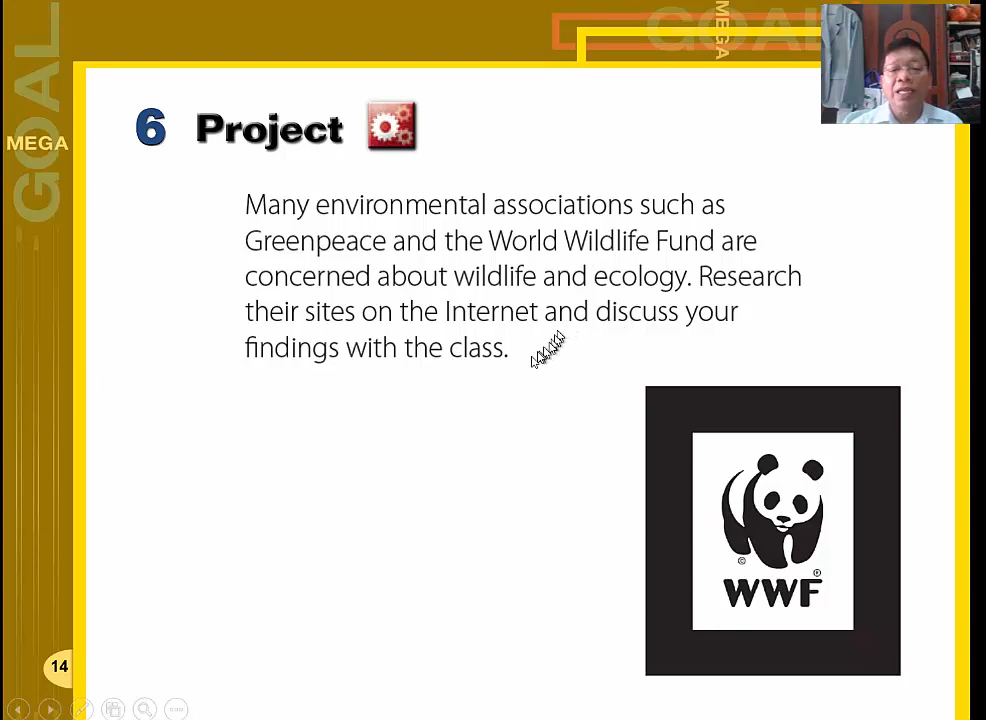 GOAL
MEGA
GOAL
MEGA
6 Project
Many environmental associations such as
Greenpeace and the World Wildlife Fund are
concerned about wildlife and ecology. Research
their sites on the Internet and discuss your
findings with the class.
©
®
WWF
14